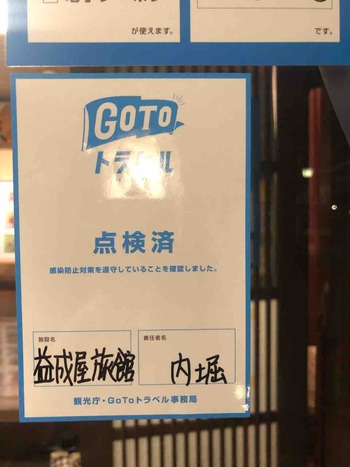 が使えます。
です。
GOTO
トラベル
点検済
感染防止対策を遵守していることを確認しました。
施設名
責任者名
益成屋旅館
内堀
観光庁・GoToトラベル事務局